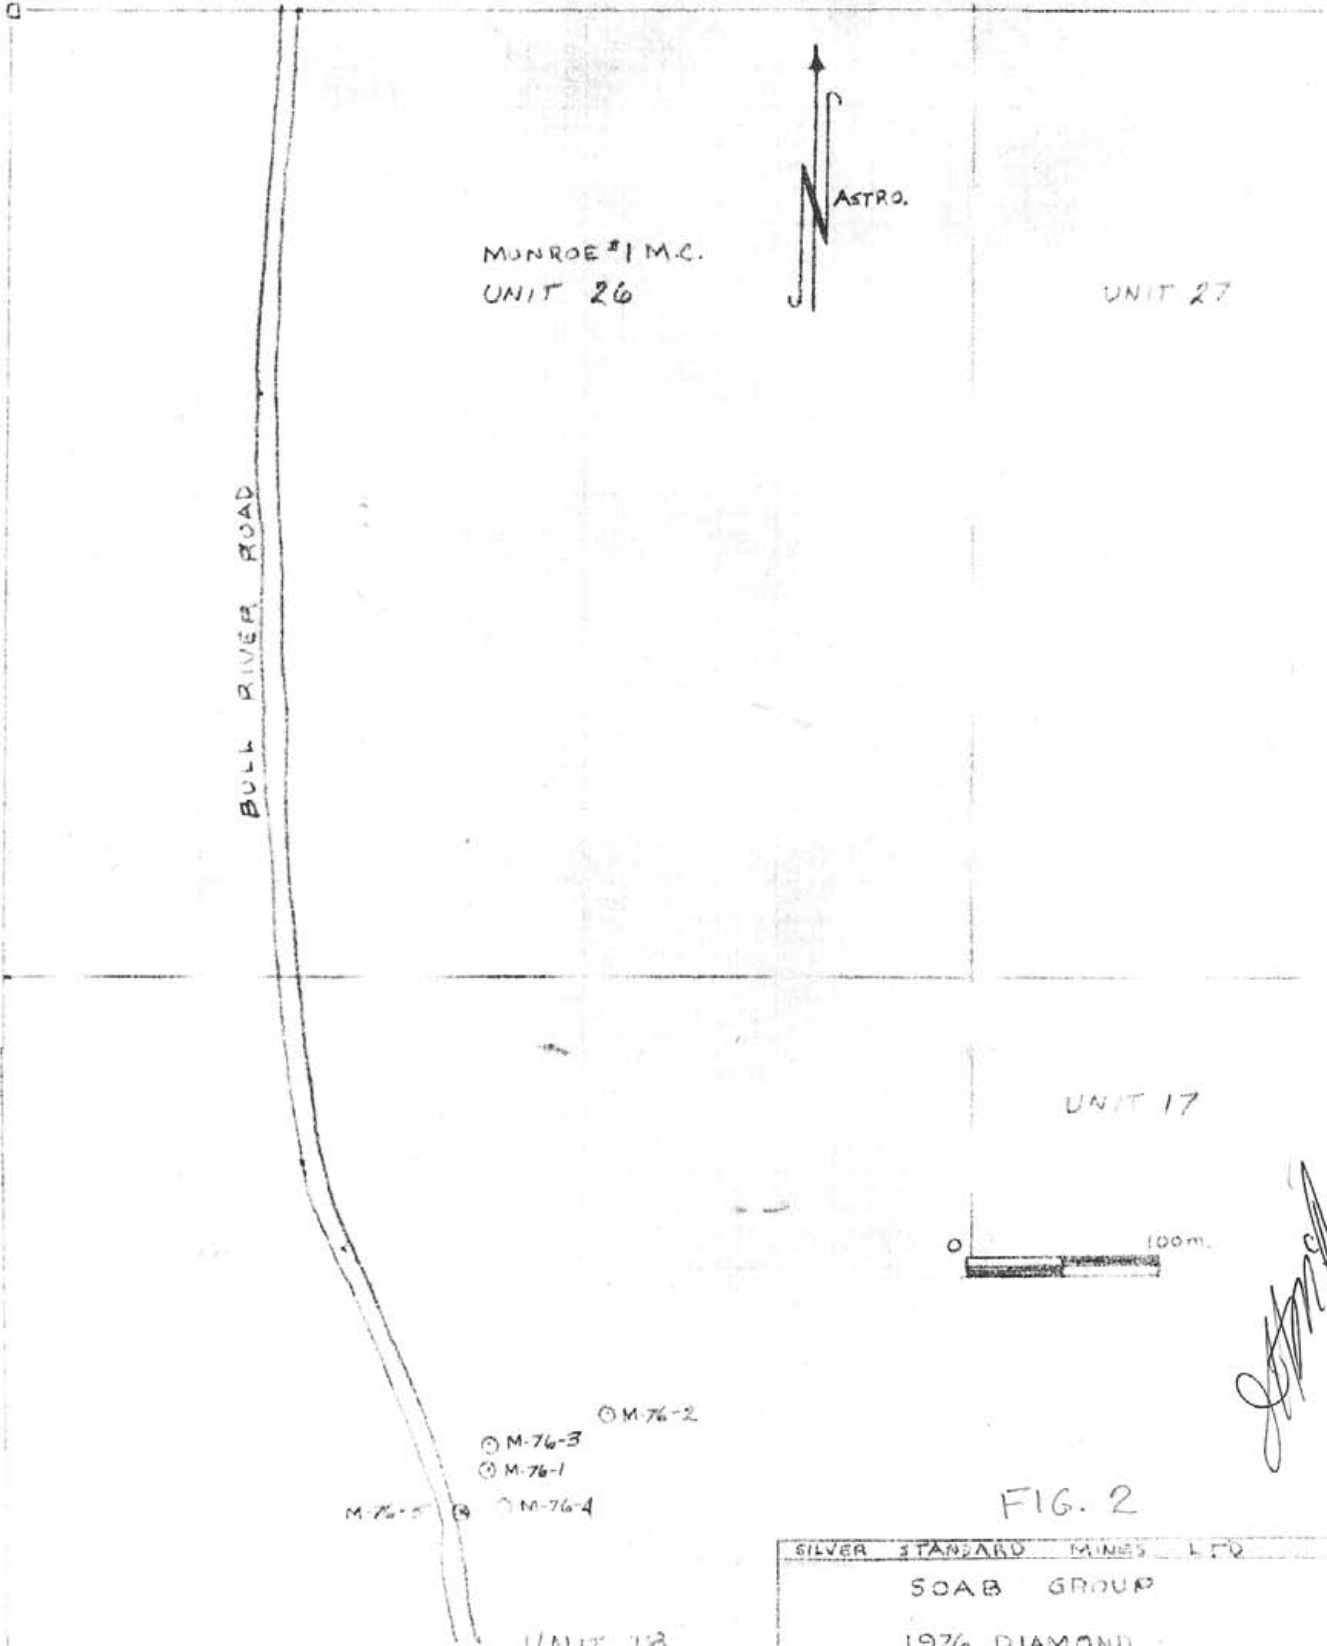 ASTRO.
MUNROE #1 M.C.
UNIT 26
UNIT 27
BULL RIVER ROAD
UNIT 17
0 100m.
M-76-2
M-76-3
M-76-1
M-76-5
M-76-4
FIG. 2
SILVER STANDARD MINES LTD
SOAB GROUP
1976 DIAMOND
UNIT